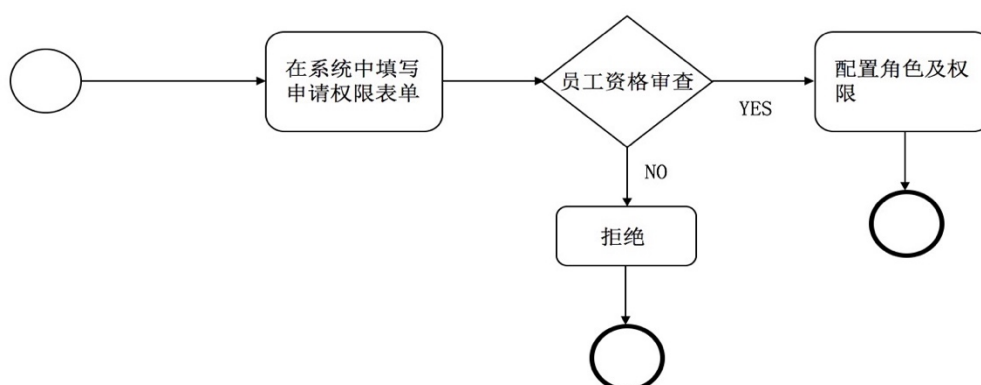 在系统中填写
申请权限表单
员工资格审查
YES
配置角色及权
限
NO
拒绝